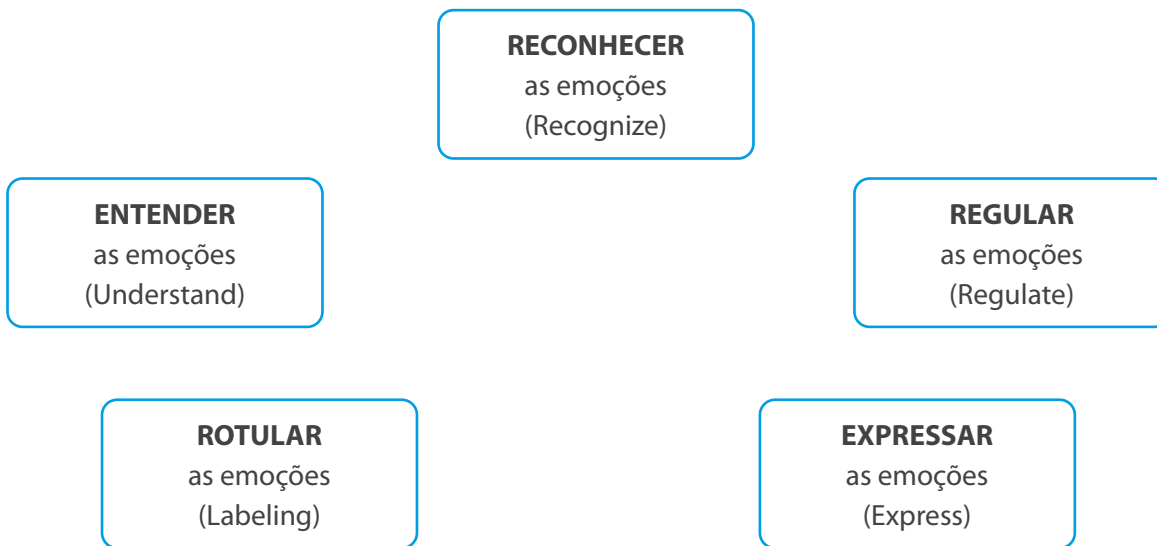 RECONHECER
as emoções
(Recognize)
ENTENDER
as emoções
(Understand)
REGULAR
as emoções
(Regulate)
ROTULAR
as emoções
(Labeling)
EXPRESSAR
as emoções
(Express)